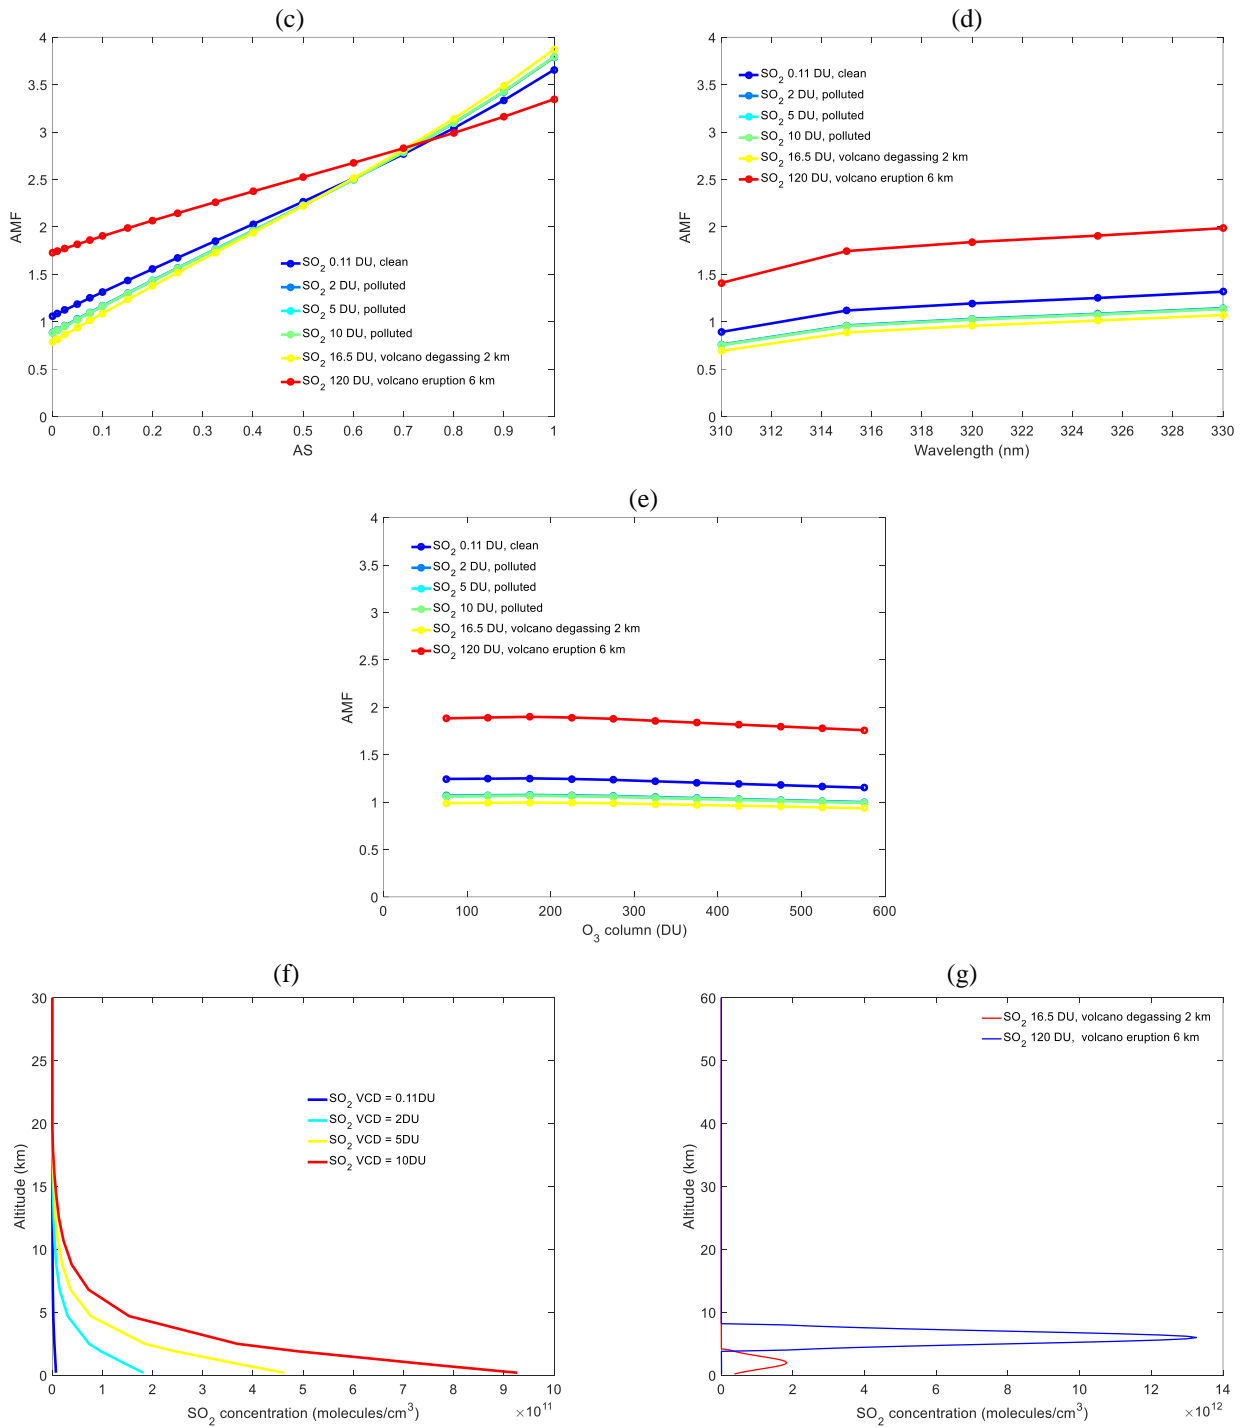 (c)
4
3.5
3
2.5
2
1.5
1
0.5
0
AMF
SO2 0.11 DU, clean
SO2 2 DU, polluted
SO2 5 DU, polluted
SO2 10 DU, polluted
SO2 16.5 DU, volcano degassing 2 km
SO2 120 DU, volcano eruption 6 km
0 0.1 0.2 0.3 0.4 0.5 0.6 0.7 0.8 0.9 1
AS
(d)
4
3.5
3
2.5
2
1.5
1
0.5
0
AMF
SO2 0.11 DU, clean
SO2 2 DU, polluted
SO2 5 DU, polluted
SO2 10 DU, polluted
SO2 16.5 DU, volcano degassing 2 km
SO2 120 DU, volcano eruption 6 km
310 312 314 316 318 320 322 324 326 328 330
Wavelength (nm)
(e)
4
3.5
3
2.5
2
1.5
1
0.5
0
AMF
SO2 0.11 DU, clean
SO2 2 DU, polluted
SO2 5 DU, polluted
SO2 10 DU, polluted
SO2 16.5 DU, volcano degassing 2 km
SO2 120 DU, volcano eruption 6 km
0 100 200 300 400 500 600
O3 column (DU)
(f)
30
25
20
15
10
5
0
Altitude (km)
SO2 VCD = 0.11DU
SO2 VCD = 2DU
SO2 VCD = 5DU
SO2 VCD = 10DU
0 1 2 3 4 5 6 7 8 9 10
SO2 concentration (molecules/cm3) ×10^11
(g)
60
50
40
30
20
10
0
Altitude (km)
SO2 16.5 DU, volcano degassing 2 km
SO2 120 DU, volcano eruption 6 km
0 2 4 6 8 10 12 14
SO2 concentration (molecules/cm3) ×10^12